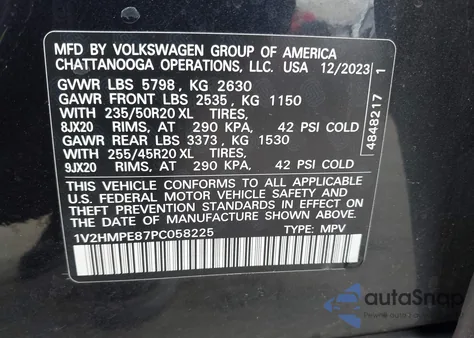 MFD BY VOLKSWAGEN GROUP OF AMERICA
CHATTANOOGA OPERATIONS, LLC. USA 12/2023
GVWR LBS 5798, KG 2630
GAWR FRONT LBS 2535, KG 1150
WITH 235/50R20 XL TIRES,
8JX20 RIMS, AT 290 KPA, 42 PSI COLD
GAWR REAR LBS 3373, KG 1530
WITH 255/45R20 XL TIRES,
9JX20 RIMS, AT 290 KPA, 42 PSI COLD
THIS VEHICLE CONFORMS TO ALL APPLICABLE
U.S. FEDERAL MOTOR VEHICLE SAFETY AND
THEFT PREVENTION STANDARDS IN EFFECT
ON THE DATE OF MANUFACTURE SHOWN ABOVE.
1V2HMPE87PC058225 TYPE: MPV
4848217 1
autoSnap